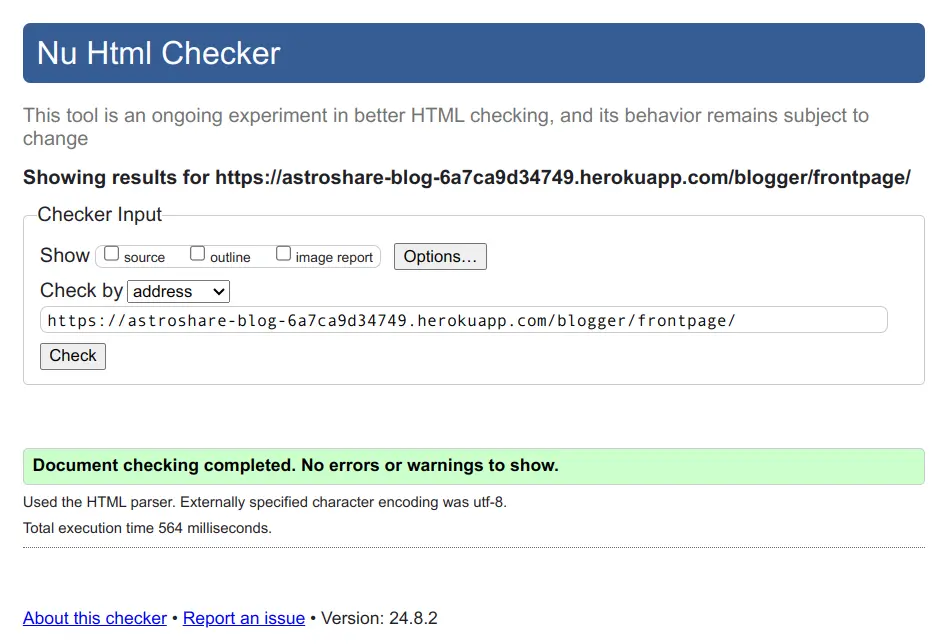 Nu Html Checker
This tool is an ongoing experiment in better HTML checking, and its behavior remains subject to
change
Showing results for https://astroshare-blog-6a7ca9d34749.herokuapp.com/blogger/frontpage/
Checker Input
Show source outline image report Options...
Check by address
https://astroshare-blog-6a7ca9d34749.herokuapp.com/blogger/frontpage/
Check
Document checking completed. No errors or warnings to show.
Used the HTML parser. Externally specified character encoding was utf-8.
Total execution time 564 milliseconds.
About this checker • Report an issue • Version: 24.8.2